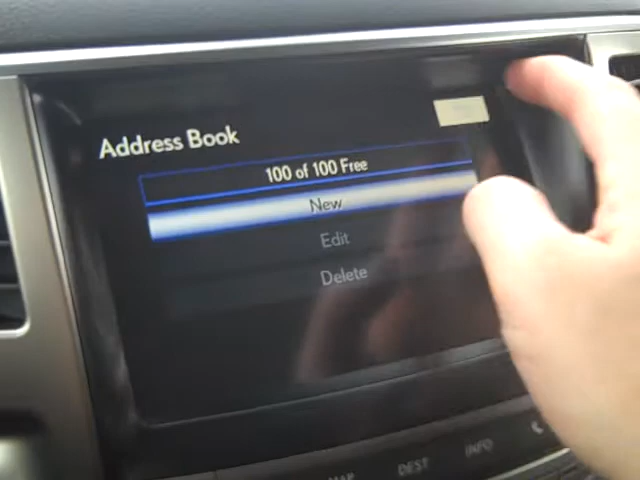 Address Book
100 of 100 Free
New
Edit
Delete
MAP
DEST
INFO